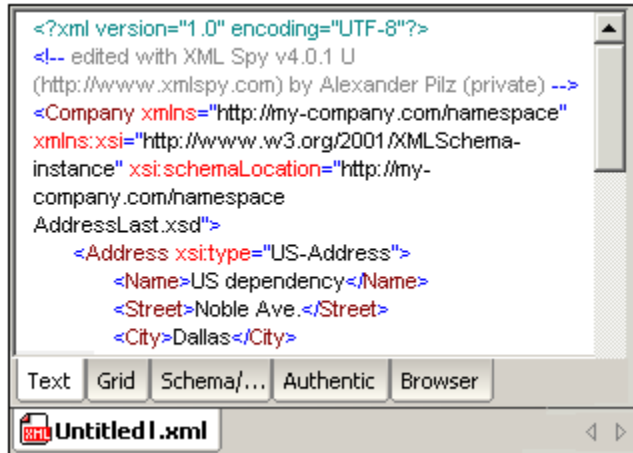 <?xml version="1.0" encoding="UTF-8"?>
<!-- edited with XML Spy v4.0.1 U
(http://www.xmlspy.com) by Alexander Pilz (private) -->
<Company xmlns="http://my-company.com/namespace"
xmlns:xsi="http://www.w3.org/2001/XMLSchema-
instance" xsi:schemaLocation="http://my-
company.com/namespace
AddressLast.xsd">
<Address xsi:type="US-Address">
<Name>US dependency</Name>
<Street>Noble Ave.</Street>
<City>Dallas</City>
Text Grid Schema/... Authentic Browser
XML Untitled1.xml